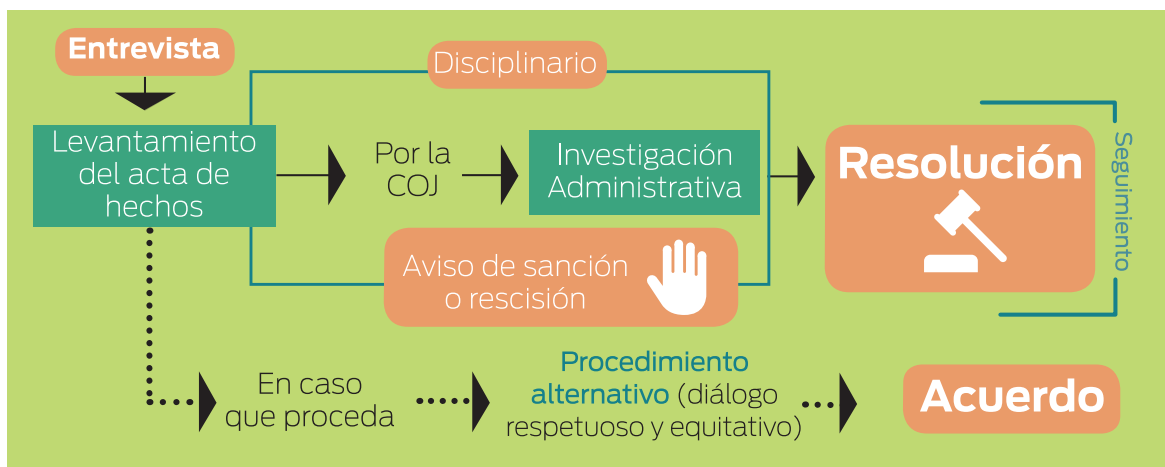 Entrevista
Disciplinario
Levantamiento
del acta de
hechos
Por la
COJ
Investigación
Administrativa
Aviso de sanción
o rescisión
Resolución
Seguimiento
En caso
que proceda
Procedimiento
alternativo (diálogo
respetuoso y equitativo)
Acuerdo